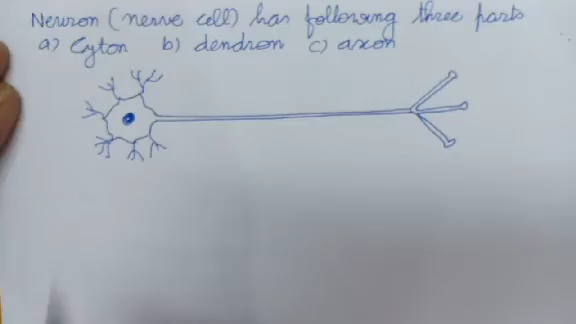 Neuron (nerve cell) has following three parts
a) Cyton b) dendron c) axon